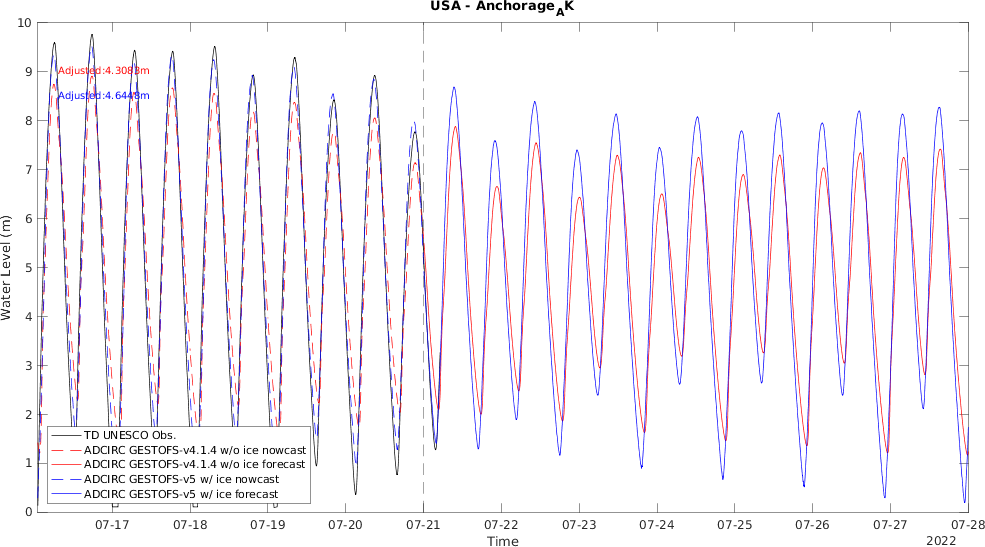 USA - Anchorage_AK
10
9
8
7
6
5
4
3
2
1
0
Water Level (m)
Adjusted:4.3083m
Adjusted:4.6448m
TD UNESCO Obs.
ADCIRC GESTOFS-v4.1.4 w/o ice nowcast
ADCIRC GESTOFS-v4.1.4 w/o ice forecast
ADCIRC GESTOFS-v5 w/ ice nowcast
ADCIRC GESTOFS-v5 w/ ice forecast
07-17 07-18 07-19 07-20 07-21 07-22 07-23 07-24 07-25 07-26 07-27 07-28
Time
2022